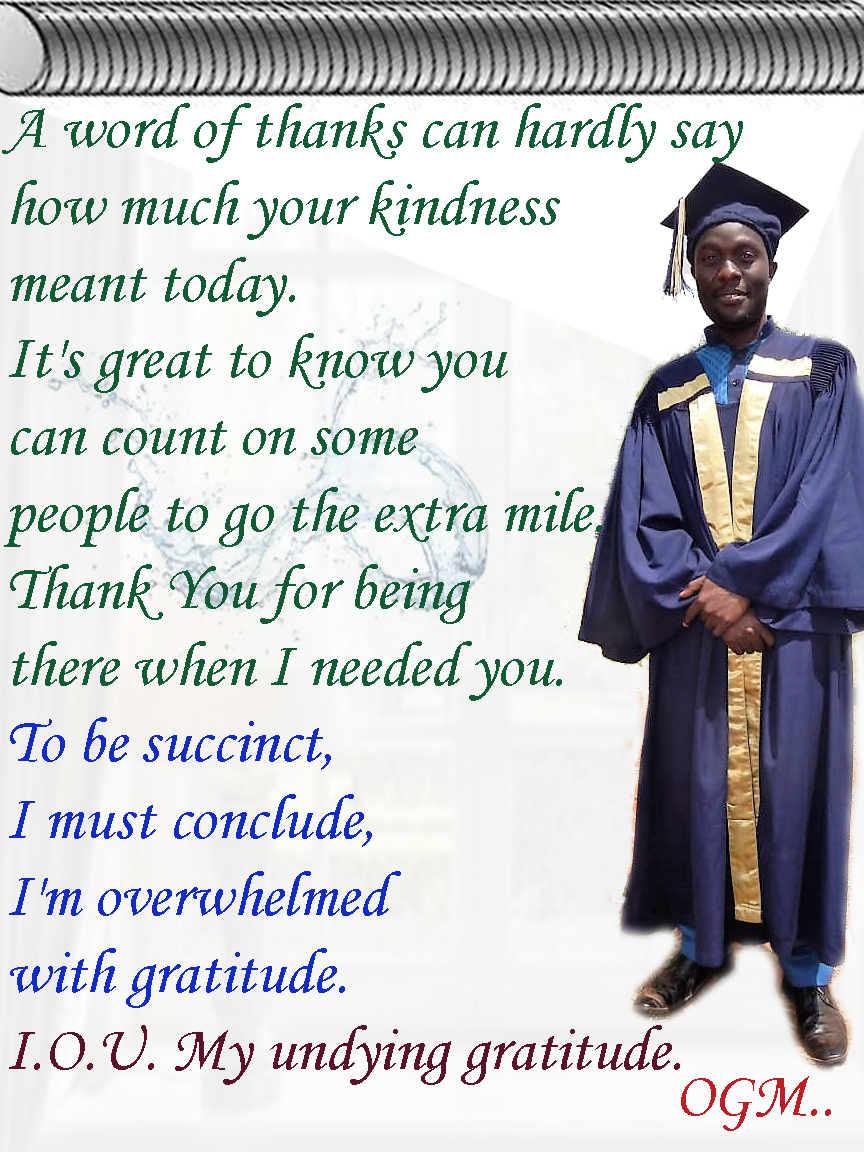 A word of thanks can hardly say
how much your kindness
meant today.
It's great to know you
can count on some
people to go the extra mile.
Thank You for being
there when I needed you.
To be succinct,
I must conclude,
I'm overwhelmed
with gratitude.
I.O.U. My undying gratitude.
OGM..